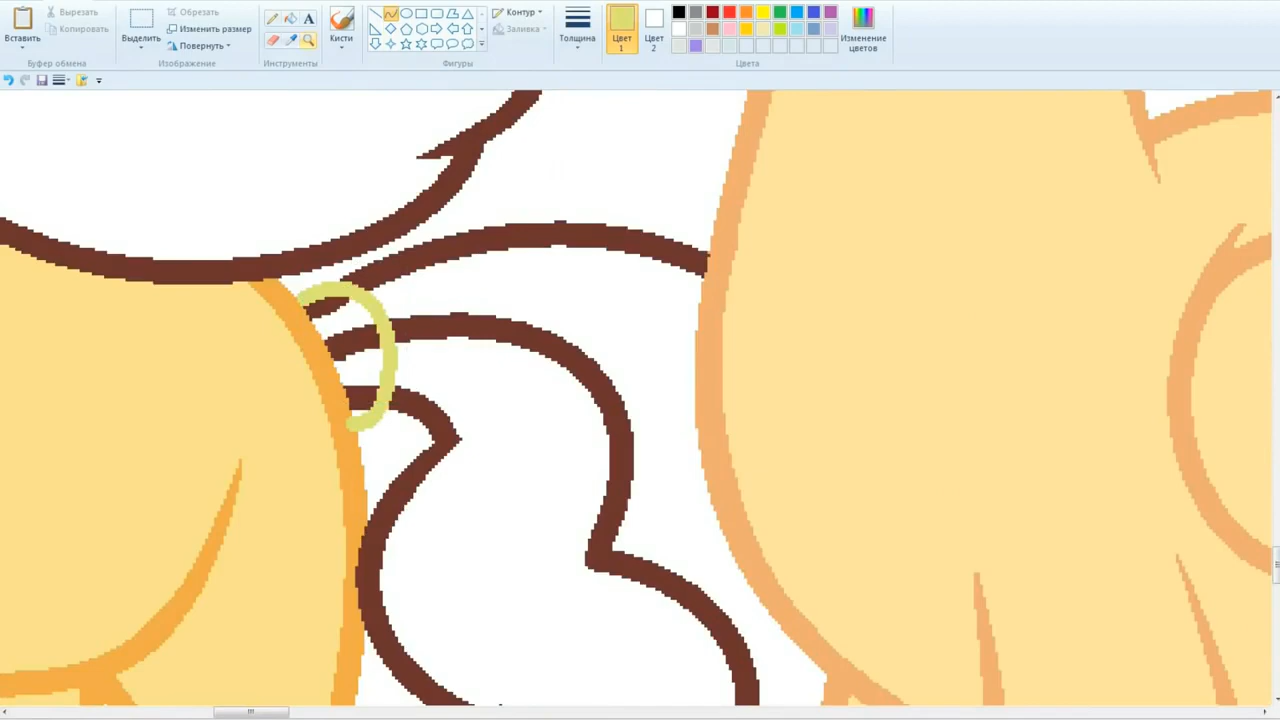 Вставить
Вырезать
Копировать
Буфер обмена
Выделить
Обрезать
Изменить размер
Повернуть
Изображение
A
Инструменты
Кисти
Контур
Заливка
Фигуры
Толщина
Цвет 1
Цвет 2
Изменение цветов
Цвета